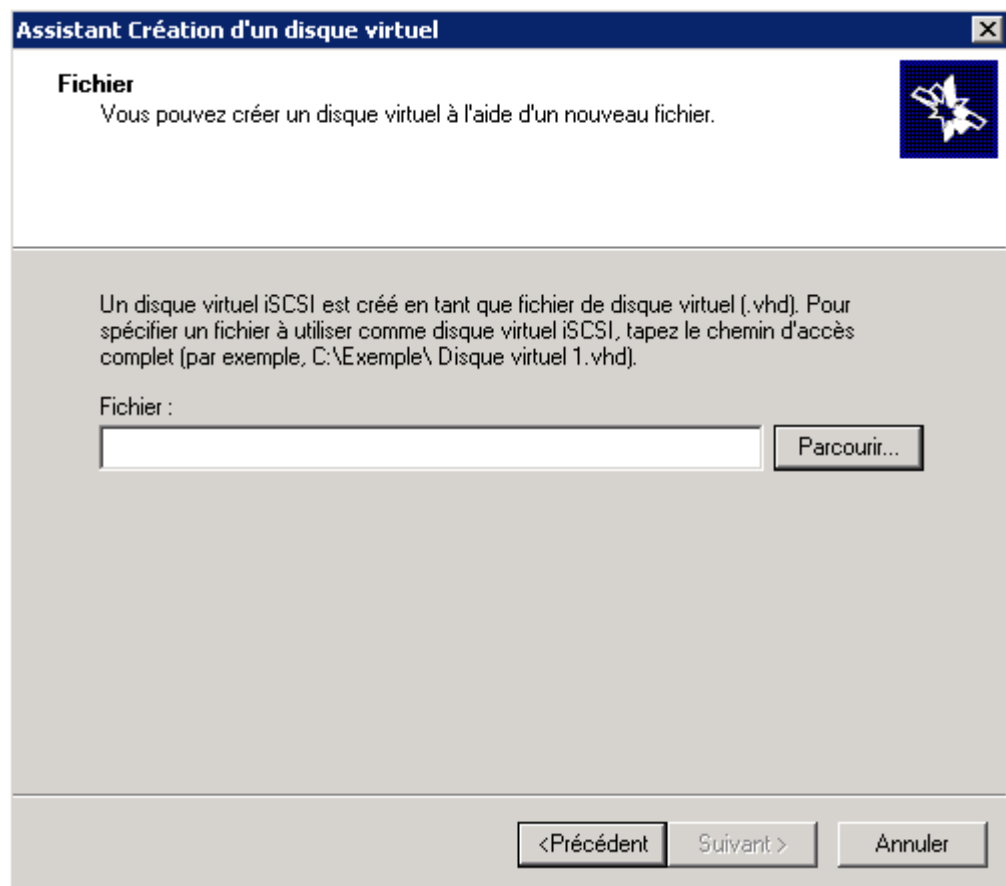 Assistant Création d'un disque virtuel
Fichier
Vous pouvez créer un disque virtuel à l'aide d'un nouveau fichier.
Un disque virtuel iSCSI est créé en tant que fichier de disque virtuel (.vhd). Pour
spécifier un fichier à utiliser comme disque virtuel iSCSI, tapez le chemin d'accès
complet (par exemple, C:\Exemple\ Disque virtuel 1.vhd).
Fichier :
Parcourir...
<Précédent
Suivant >
Annuler